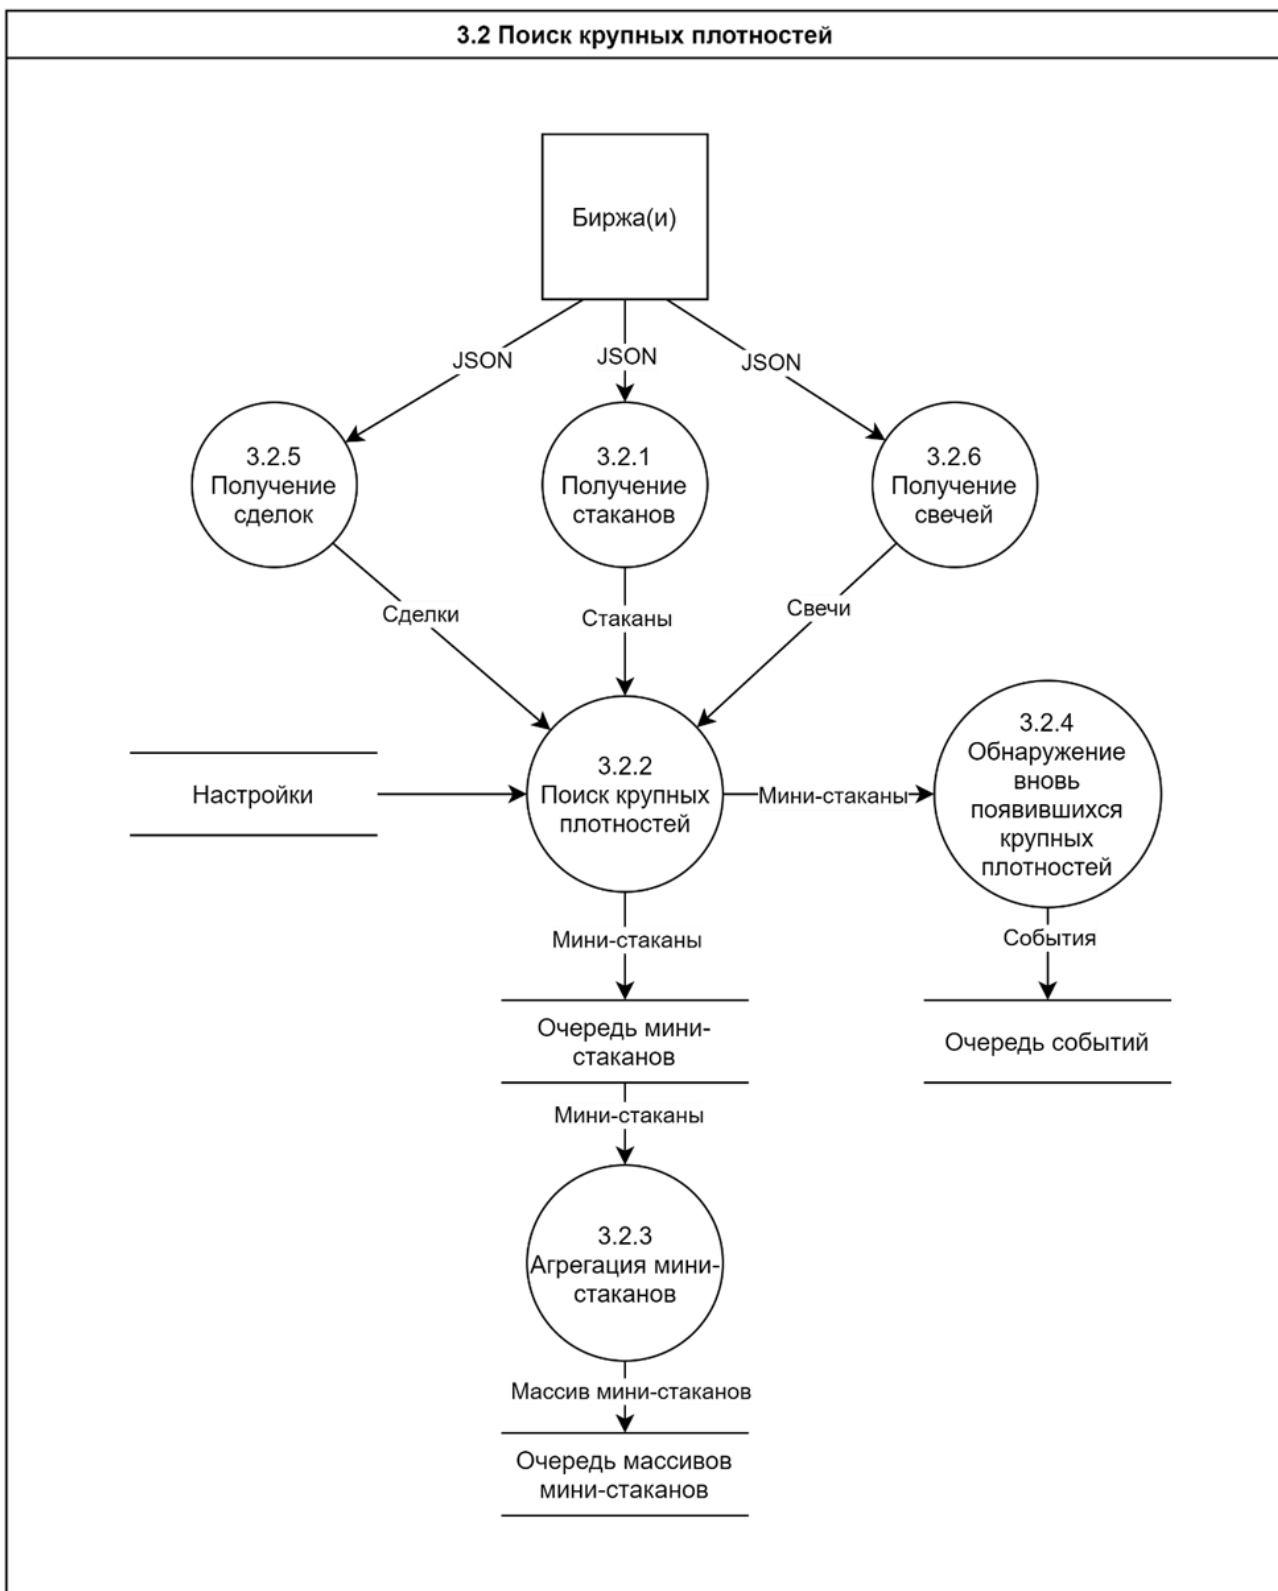 3.2 Поиск крупных плотностей
Биржа(и)
JSON
JSON
JSON
3.2.5
Получение
сделок
3.2.1
Получение
стаканов
3.2.6
Получение
свечей
Сделки
Стаканы
Свечи
Настройки
3.2.2
Поиск крупных
плотностей
Мини-стаканы
3.2.4
Обнаружение
вновь
появившихся
крупных
плотностей
Мини-стаканы
События
Очередь мини-
стаканов
Очередь событий
Мини-стаканы
3.2.3
Агрегация мини-
стаканов
Массив мини-стаканов
Очередь массивов
мини-стаканов